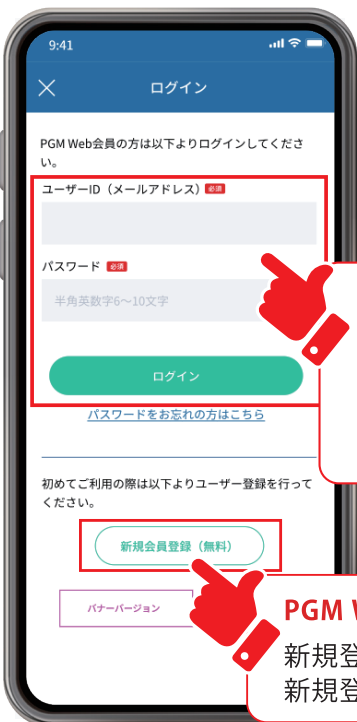 9:41
ログイン
PGM Web会員の方は以下よりログインしてくださ
い。
ユーザーID（メールアドレス） 必須
パスワード 必須
半角英数字6〜10文字
ログイン
パスワードをお忘れの方はこちら
初めてご利用の際は以下よりユーザー登録を行って
ください。
新規会員登録（無料）
バナーバージョン
PGM W
新規登
新規登